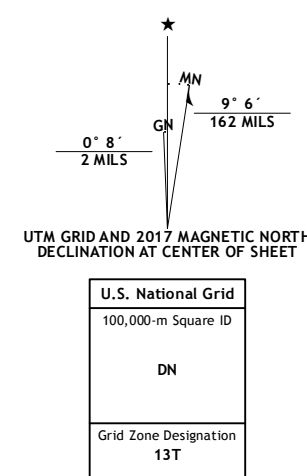 MN
GN
9° 6´
162 MILS
0° 8´
2 MILS
UTM GRID AND 2017 MAGNETIC NORTH
DECLINATION AT CENTER OF SHEET
U.S. National Grid
100,000-m Square ID
DN
Grid Zone Designation
13T